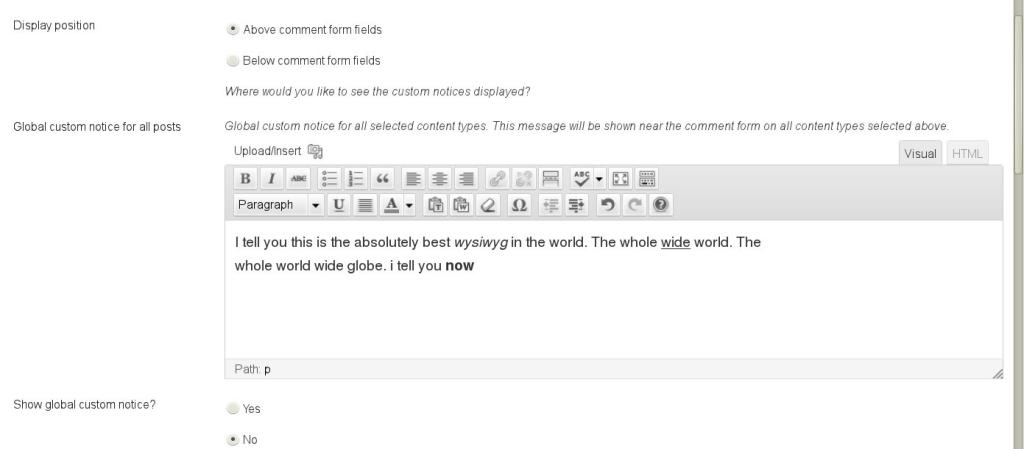 Display position
Above comment form fields
Below comment form fields
Where would you like to see the custom notices displayed?
Global custom notice for all posts
Global custom notice for all selected content types. This message will be shown near the comment form on all content types selected above.
Upload/Insert
Visual
HTML
B I ABC
ABC
Paragraph U A T W Ω
I tell you this is the absolutely best wysiwyg in the world. The whole wide world. The
whole world wide globe. i tell you now
Path: p
Show global custom notice?
Yes
No